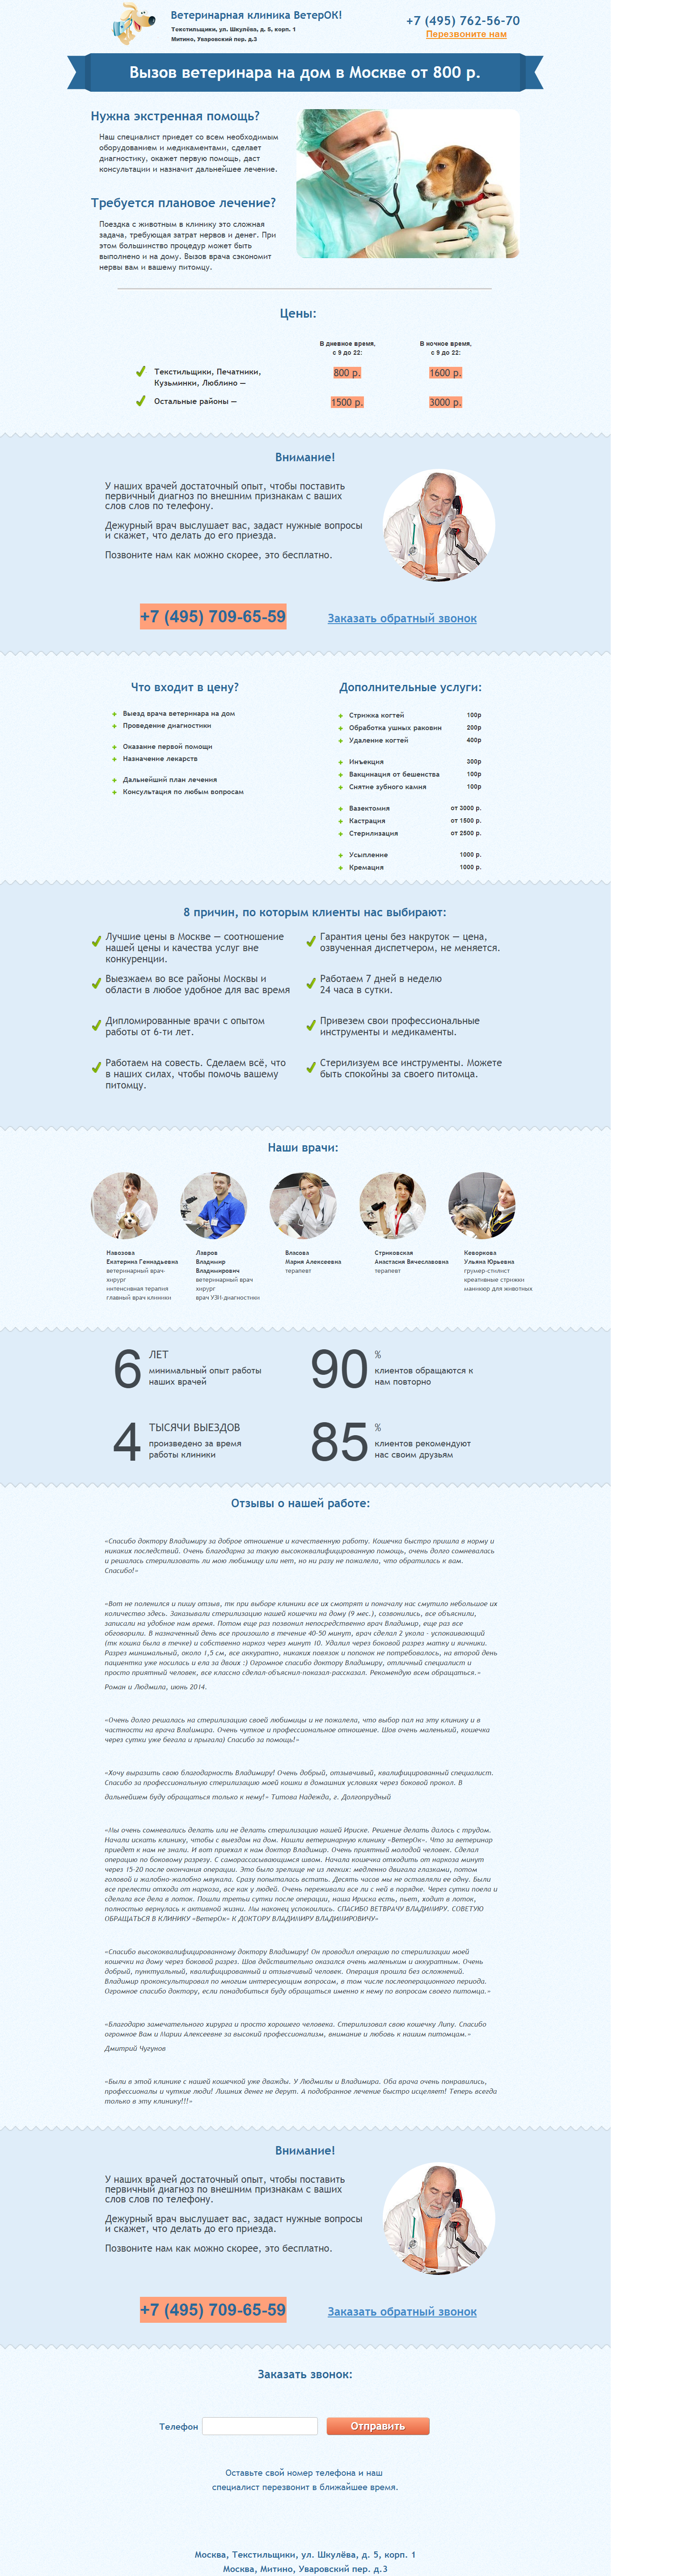 Ветеринарная клиника ВетерОК!
Текстильщики, ул. Шкулёва, д. 5, корп. 1
Митино, Уваровский пер. д.3
+7 (495) 762-56-70
Перезвоните нам
Вызов ветеринара на дом в Москве от 800 р.
Нужна экстренная помощь?
Наш специалист приедет со всем необходимым
оборудованием и медикаментами, сделает
диагностику, окажет первую помощь, даст
консультации и назначит дальнейшее лечение.
Требуется плановое лечение?
Поездка с животным в клинику это сложная
задача, требующая затрат нервов и денег. При
этом большинство процедур может быть
выполнено и на дому. Вызов врача сэкономит
нервы вам и вашему питомцу.
Цены:
В дневное время,
с 9 до 22:
В ночное время,
с 9 до 22:
Текстильщики, Печатники,
Кузьминки, Люблино —
800 р.
1600 р.
Остальные районы —
1500 р.
3000 р.
Внимание!
У наших врачей достаточный опыт, чтобы поставить
первичный диагноз по внешним признакам с ваших
слов слов по телефону.
Дежурный врач выслушает вас, задаст нужные вопросы
и скажет, что делать до его приезда.
Позвоните нам как можно скорее, это бесплатно.
+7 (495) 709-65-59
Заказать обратный звонок
Что входит в цену?
Выезд врача ветеринара на дом
Проведение диагностики
Оказание первой помощи
Назначение лекарств
Дальнейший план лечения
Консультация по любым вопросам
Дополнительные услуги:
Стрижка когтей 100р
Обработка ушных раковин 200р
Удаление когтей 400р
Инъекция 300р
Вакцинация от бешенства 100р
Снятие зубного камня 100р
Вазектомия от 3000 р.
Кастрация от 1500 р.
Стерилизация от 2500 р.
Усыпление 1000 р.
Кремация 1000 р.
8 причин, по которым клиенты нас выбирают:
Лучшие цены в Москве — соотношение
нашей цены и качества услуг вне
конкуренции.
Гарантия цены без накруток — цена,
озвученная диспетчером, не меняется.
Выезжаем во все районы Москвы и
области в любое удобное для вас время
Работаем 7 дней в неделю
24 часа в сутки.
Дипломированные врачи с опытом
работы от 6-ти лет.
Привезем свои профессиональные
инструменты и медикаменты.
Работаем на совесть. Сделаем всё, что
в наших силах, чтобы помочь вашему
питомцу.
Стерилизуем все инструменты. Можете
быть спокойны за своего питомца.
Наши врачи:
Навозова
Екатерина Геннадьевна
ветеринарный врач-
хирург
интенсивная терапия
главный врач клиники
Лавров
Владимир
Владимирович
ветеринарный врач
хирург
врач УЗИ-диагностики
Власова
Мария Алексеевна
терапевт
Стриковская
Анастасия Вячеславовна
терапевт
Кеворкова
Ульяна Юрьевна
грумер-стилист
креативные стрижки
маникюр для животных
6 ЛЕТ
минимальный опыт работы
наших врачей
90 %
клиентов обращаются к
нам повторно
4 ТЫСЯЧИ ВЫЕЗДОВ
произведено за время
работы клиники
85 %
клиентов рекомендуют
нас своим друзьям
Отзывы о нашей работе:
«Спасибо доктору Владимиру за доброе отношение и качественную работу. Кошечка быстро пришла в норму и
никаких последствий. Очень благодарна за такую высококвалифицированную помощь, очень долго сомневалась
и решалась стерилизовать ли мою любимицу или нет, но ни разу не пожалела, что обратилась к вам.
Спасибо!»
«Вот не поленился и пишу отзыв, тк при выборе клиники все их смотрят и поначалу нас смутило небольшое их
количество здесь. Заказывали стерилизацию нашей кошечки на дому (9 мес.), созвонились, все объяснили,
записали на удобное нам время. Потом еще раз позвонил непосредственно врач Владимир, еще раз все
обговорили. В назначенный день все произошло в течение 40-50 минут, врач сделал 2 укола - успокаивающий
(тк кошка была в течке) и собственно наркоз через минут 10. Удалил через боковой разрез матку и яичники.
Разрез минимальный, около 1,5 см, все аккуратно, никаких повязок и попонок не потребовалось, на второй день
пациентка уже носилась и ела за двоих :) Огромное спасибо доктору Владимиру, отличный специалист и
просто приятный человек, все классно сделал-объяснил-показал-рассказал. Рекомендуем всем обращаться.»
Роман и Людмила, июнь 2014.
«Очень долго решалась на стерилизацию своей любимицы и не пожалела, что выбор пал на эту клинику и в
частности на врача Владимира. Очень чуткое и профессиональное отношение. Шов очень маленький, кошечка
через сутки уже бегала и прыгала) Спасибо за помощь!»
«Хочу выразить свою благодарность Владимиру! Очень добрый, отзывчивый, квалифицированный специалист.
Спасибо за профессиональную стерилизацию моей кошки в домашних условиях через боковой прокол. В
дальнейшем буду обращаться только к нему!» Титова Надежда, г. Долгопрудный
«Мы очень сомневались делать или не делать стерилизацию нашей Ириске. Решение делать далось с трудом.
Начали искать клинику, чтобы с выездом на дом. Нашли ветеринарную клинику «ВетерОк». Что за ветеринар
приедет к нам не знали. И вот приехал к нам доктор Владимир. Очень приятный молодой человек. Сделал
операцию по боковому разрезу. С саморассасывающимся швом. Начала кошечка отходить от наркоза минут
через 15-20 после окончания операции. Это было зрелище не из легких: медленно двигала глазками, потом
головой и жалобно-жалобно мяукала. Сразу попыталась встать. Десять часов мы не оставляли ее одну. Были
все прелести отхода от наркоза, все как у людей. Очень переживали все ли с ней в порядке. Через сутки поела и
сделала все дела в лоток. Пошли третьи сутки после операции, наша Ириска есть, пьет, ходит в лоток,
полностью вернулась к активной жизни. Мы наконец успокоились. СПАСИБО ВЕТВРАЧУ ВЛАДИМИРУ. СОВЕТУЮ
ОБРАЩАТЬСЯ В КЛИНИКУ «ВетерОк» К ДОКТОРУ ВЛАДИМИРУ ВЛАДИМИРОВИЧУ»
«Спасибо высококвалифицированному доктору Владимиру! Он проводил операцию по стерилизации моей
кошечки на дому через боковой разрез. Шов действительно оказался очень маленьким и аккуратным. Очень
добрый, пунктуальный, квалифицированный и отзывчивый человек. Операция прошла без осложнений.
Владимир проконсультировал по многим интересующим вопросам, в том числе послеоперационного периода.
Огромное спасибо доктору, если понадобиться буду обращаться именно к нему по вопросам своего питомца.»
«Благодарю замечательного хирурга и просто хорошего человека. Стерилизовал свою кошечку Липу. Спасибо
огромное Вам и Марии Алексеевне за высокий профессионализм, внимание и любовь к нашим питомцам.»
Дмитрий Чугунов
«Были в этой клинике с нашей кошечкой уже дважды. У Людмилы и Владимира. Оба врача очень понравились,
профессионалы и чуткие люди! Лишних денег не дерут. А подобранное лечение быстро исцеляет! Теперь всегда
только в эту клинику!!!»
Внимание!
У наших врачей достаточный опыт, чтобы поставить
первичный диагноз по внешним признакам с ваших
слов слов по телефону.
Дежурный врач выслушает вас, задаст нужные вопросы
и скажет, что делать до его приезда.
Позвоните нам как можно скорее, это бесплатно.
+7 (495) 709-65-59
Заказать обратный звонок
Заказать звонок:
Телефон
Отправить
Оставьте свой номер телефона и наш
специалист перезвонит в ближайшее время.
Москва, Текстильщики, ул. Шкулёва, д. 5, корп. 1
Москва, Митино, Уваровский пер. д.3